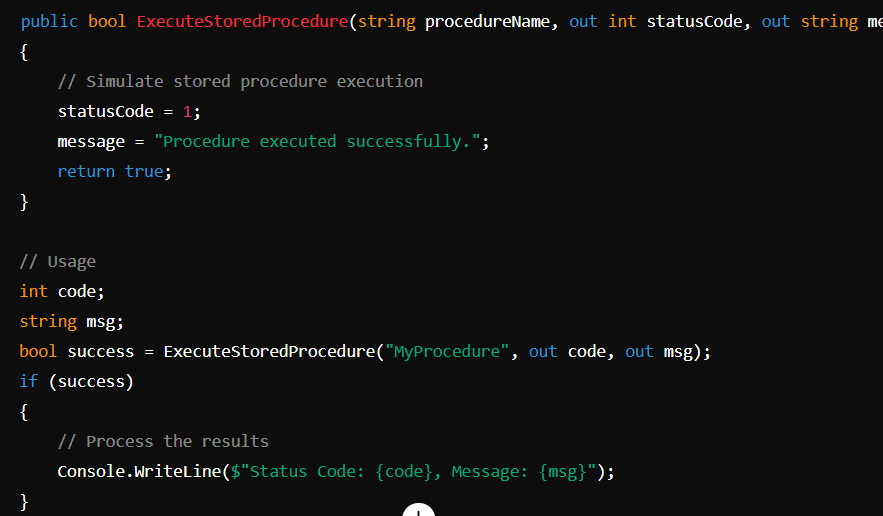 public bool ExecuteStoredProcedure(string procedureName, out int statusCode, out string me
{
    // Simulate stored procedure execution
    statusCode = 1;
    message = "Procedure executed successfully.";
    return true;
}

// Usage
int code;
string msg;
bool success = ExecuteStoredProcedure("MyProcedure", out code, out msg);
if (success)
{
    // Process the results
    Console.WriteLine($"Status Code: {code}, Message: {msg}");
}